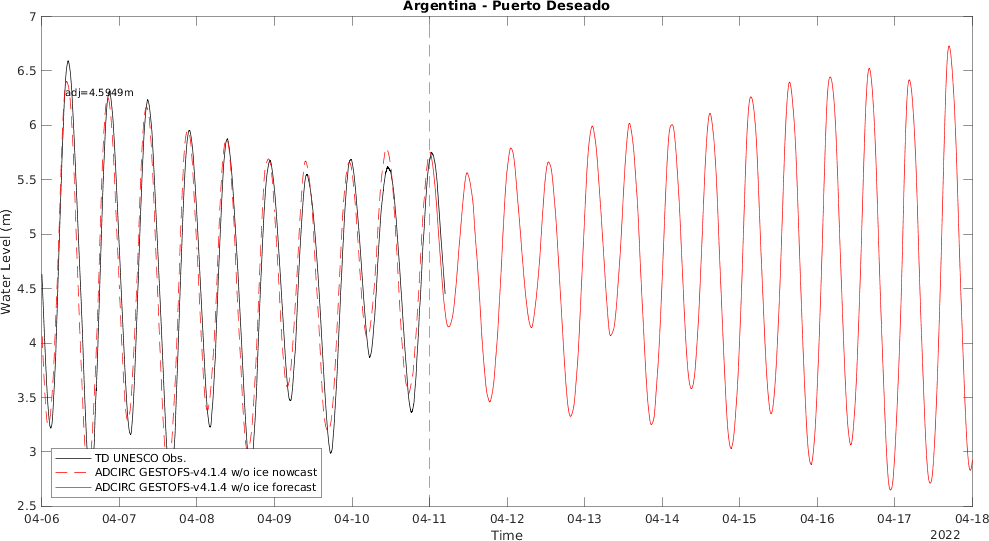 Argentina - Puerto Deseado
7
6.5
6
5.5
5
4.5
4
3.5
3
2.5
Water Level (m)
adj=4.5949m
TD UNESCO Obs.
ADCIRC GESTOFS-v4.1.4 w/o ice nowcast
ADCIRC GESTOFS-v4.1.4 w/o ice forecast
04-06 04-07 04-08 04-09 04-10 04-11 04-12 04-13 04-14 04-15 04-16 04-17 04-18
Time
2022